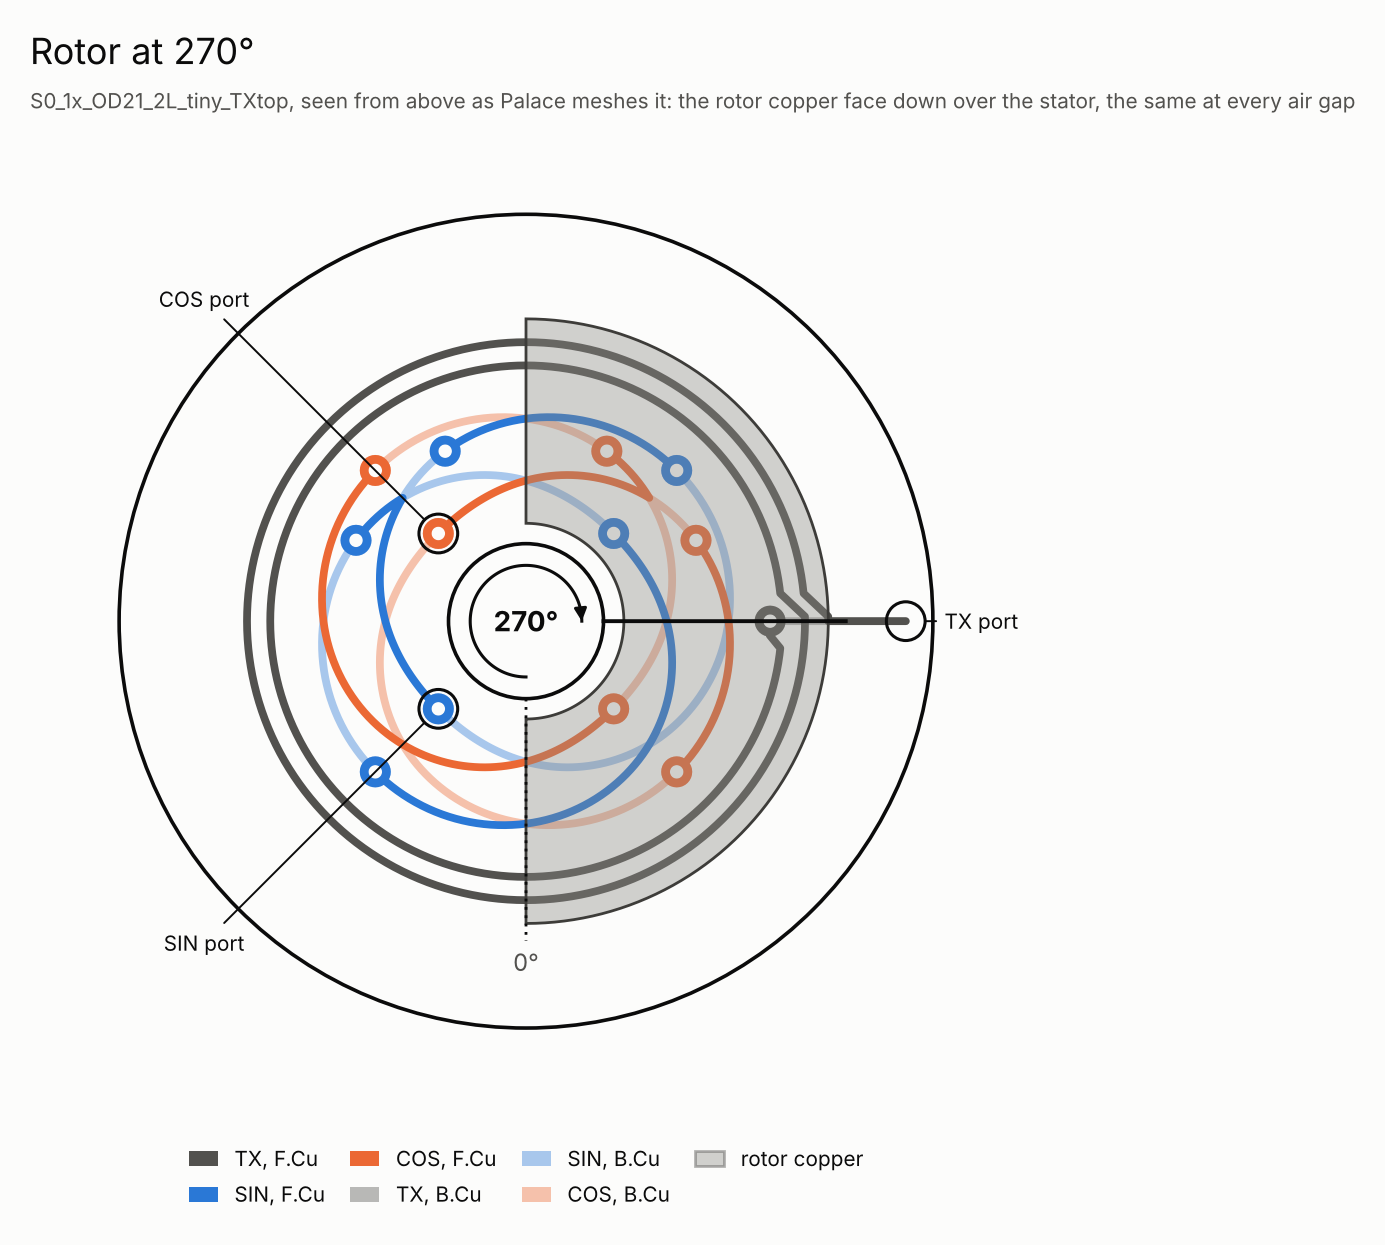 Rotor at 270°
S0_1x_OD21_2L_tiny_TXtop, seen from above as Palace meshes it: the rotor copper face down over the stator, the same at every air gap
COS port
270°
TX port
SIN port
0°
TX, F.Cu
COS, F.Cu
SIN, B.Cu
rotor copper
SIN, F.Cu
TX, B.Cu
COS, B.Cu